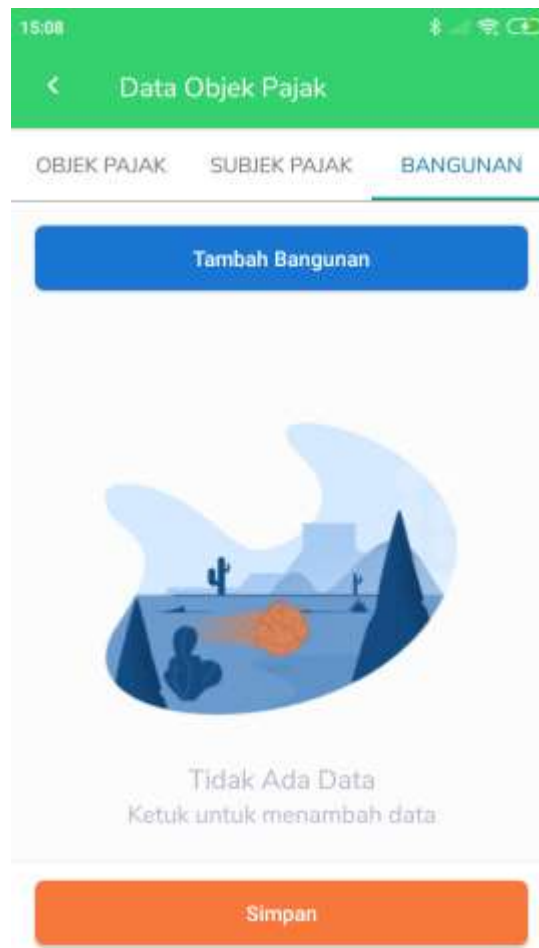 15:08
Data Objek Pajak
OBJEK PAJAK SUBJEK PAJAK BANGUNAN
Tambah Bangunan
Tidak Ada Data
Ketuk untuk menambah data
Simpan